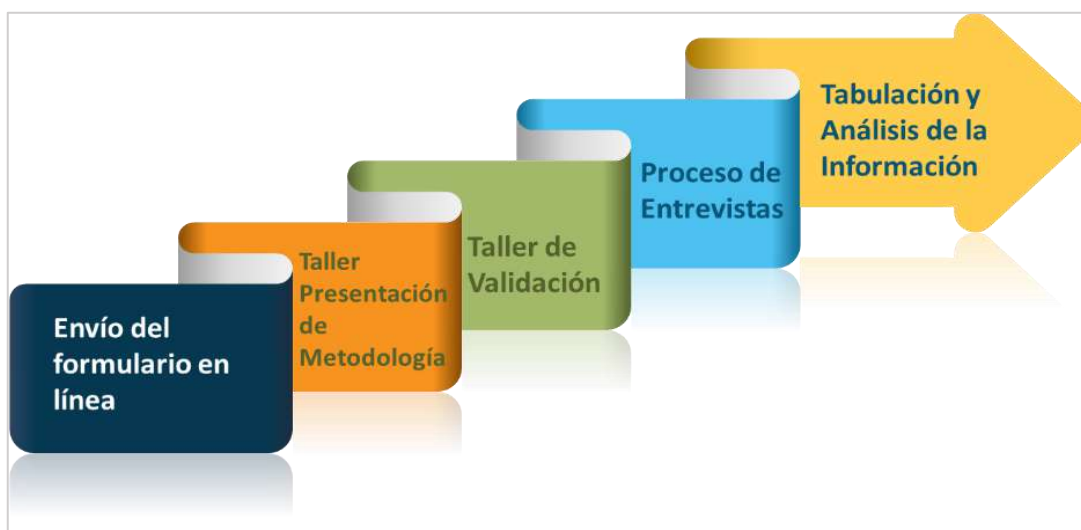 Envío del
formulario en
línea
Taller
Presentación
de
Metodología
Taller de
Validación
Proceso de
Entrevistas
Tabulación y
Análisis de la
Información